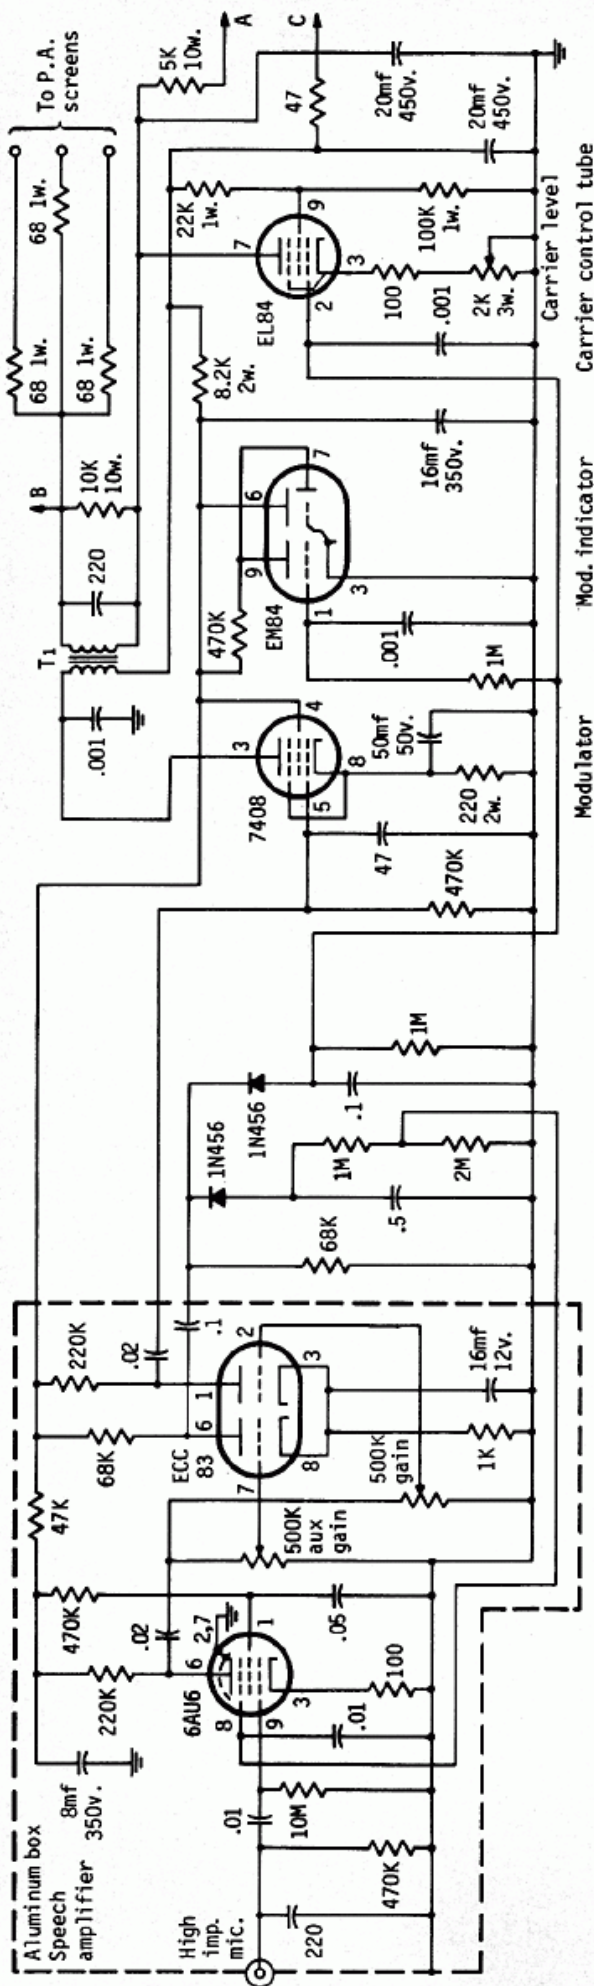 Aluminum box
Speech
amplifier
High
imp.
mic.
220
.01
470K
10M
8mf
350v.
220K
470K
47K
.02
6AU6
2,7
6
8
9
1
3
.01
100
.05
500K
aux
gain
500K
gain
68K
220K
ECC
83
6
1
7
2
8
3
1K
16mf
12v.
.02
.1
68K
1N456
.5
1M
2M
1N456
.1
1M
470K
47
7408
3
4
5
8
220
2w.
50mf
50v.
Modulator
.001
T1
220
10K
10w.
B
470K
EM84
9
6
1
7
3
.001
1M
Mod. indicator
16mf
350v.
8.2K
2w.
68 1w.
68 1w.
68 1w.
To P.A.
screens
5K
10w.
A
C
47
22K
1w.
EL84
7
9
2
3
100K
1w.
100
.001
2K
3w.
Carrier level
Carrier control tube
20mf
450v.
20mf
450v.